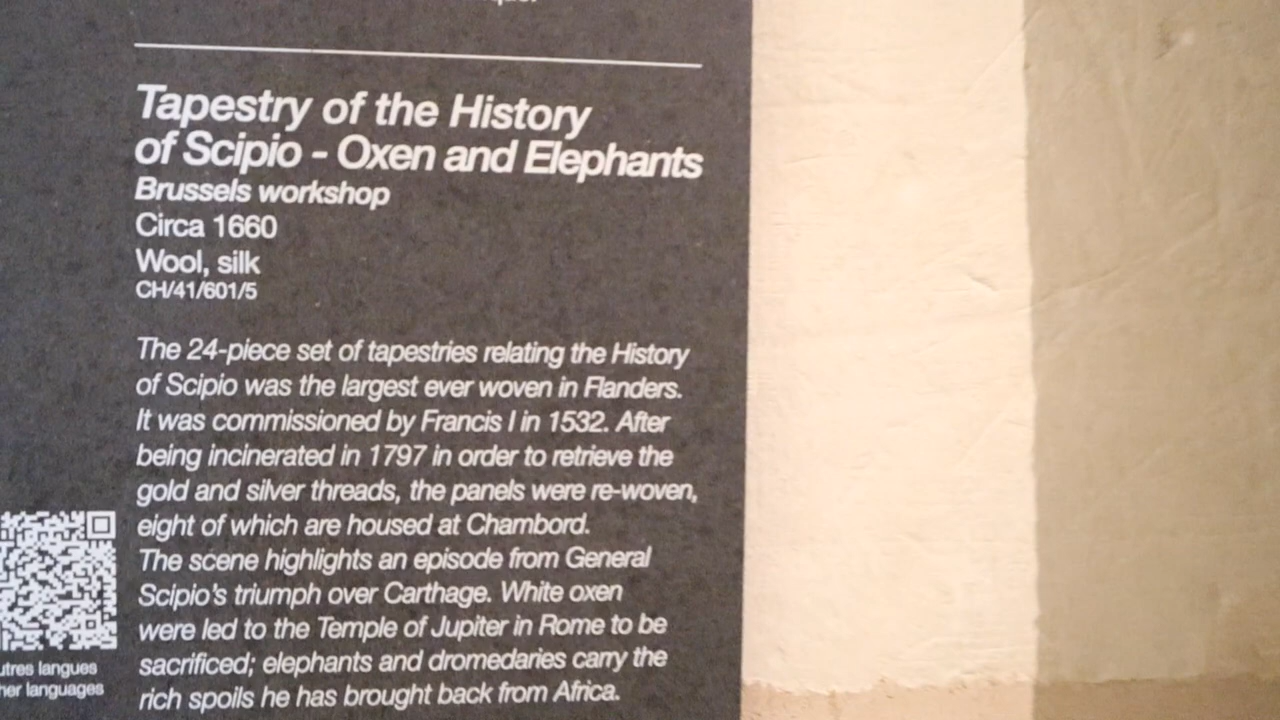 Tapestry of the History
of Scipio - Oxen and Elephants
Brussels workshop
Circa 1660
Wool, silk
CH/41/601/5
The 24-piece set of tapestries relating the History
of Scipio was the largest ever woven in Flanders.
It was commissioned by Francis I in 1532. After
being incinerated in 1797 in order to retrieve the
gold and silver threads, the panels were re-woven,
eight of which are housed at Chambord.
The scene highlights an episode from General
Scipio's triumph over Carthage. White oxen
were led to the Temple of Jupiter in Rome to be
sacrificed; elephants and dromedaries carry the
rich spoils he has brought back from Africa.
utres langues
her languages